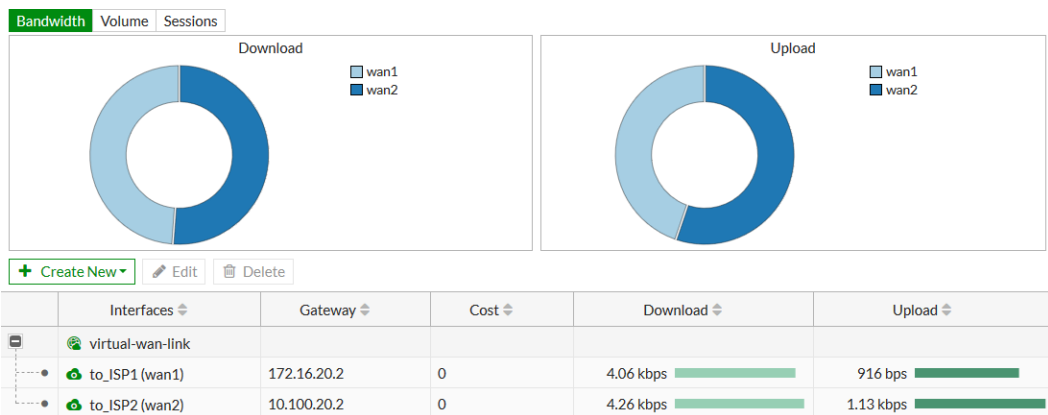 Bandwidth Volume Sessions
Download Upload
wan1 wan1
wan2 wan2
+ Create New Edit Delete
Interfaces Gateway Cost Download Upload
virtual-wan-link
to_ISP1 (wan1) 172.16.20.2 0 4.06 kbps 916 bps
to_ISP2 (wan2) 10.100.20.2 0 4.26 kbps 1.13 kbps